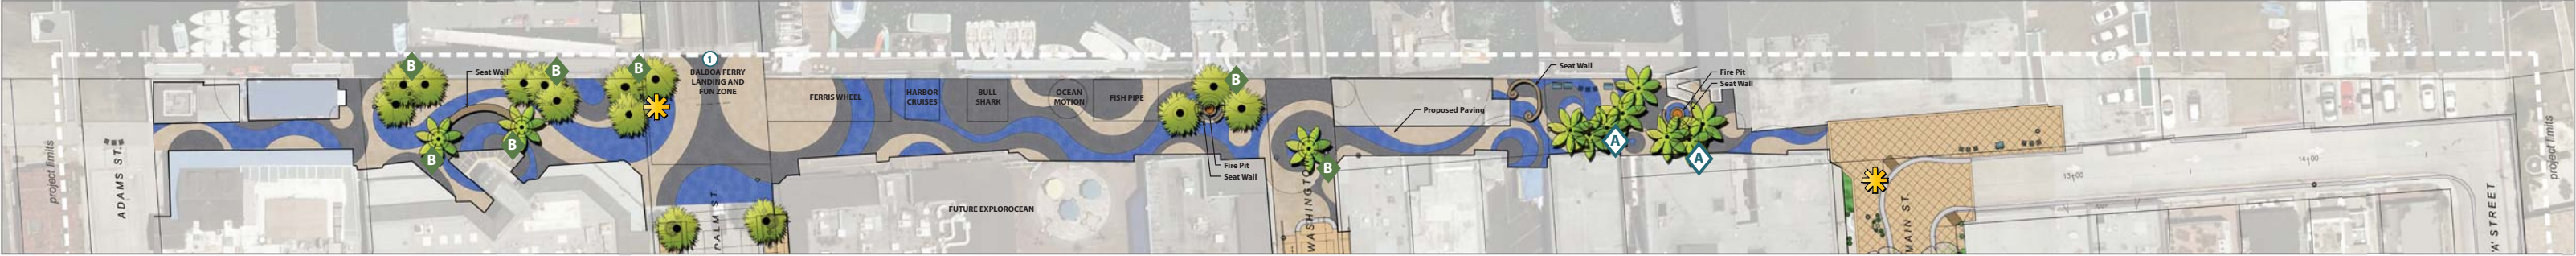 project limits
ADAMS ST.
B
B
Seat Wall
B
B
B
1
BALBOA FERRY
LANDING AND
FUN ZONE
PALM ST
FERRIS WHEEL
HARBOR
CRUISES
BULL
SHARK
OCEAN
MOTION
FISH PIPE
FUTURE EXPLOROCEAN
B
Fire Pit
Seat Wall
WASHINGTO
B
Proposed Paving
Seat Wall
A
Fire Pit
Seat Wall
A
MAIN ST.
13+00
14+00
'A' STREET
project limits